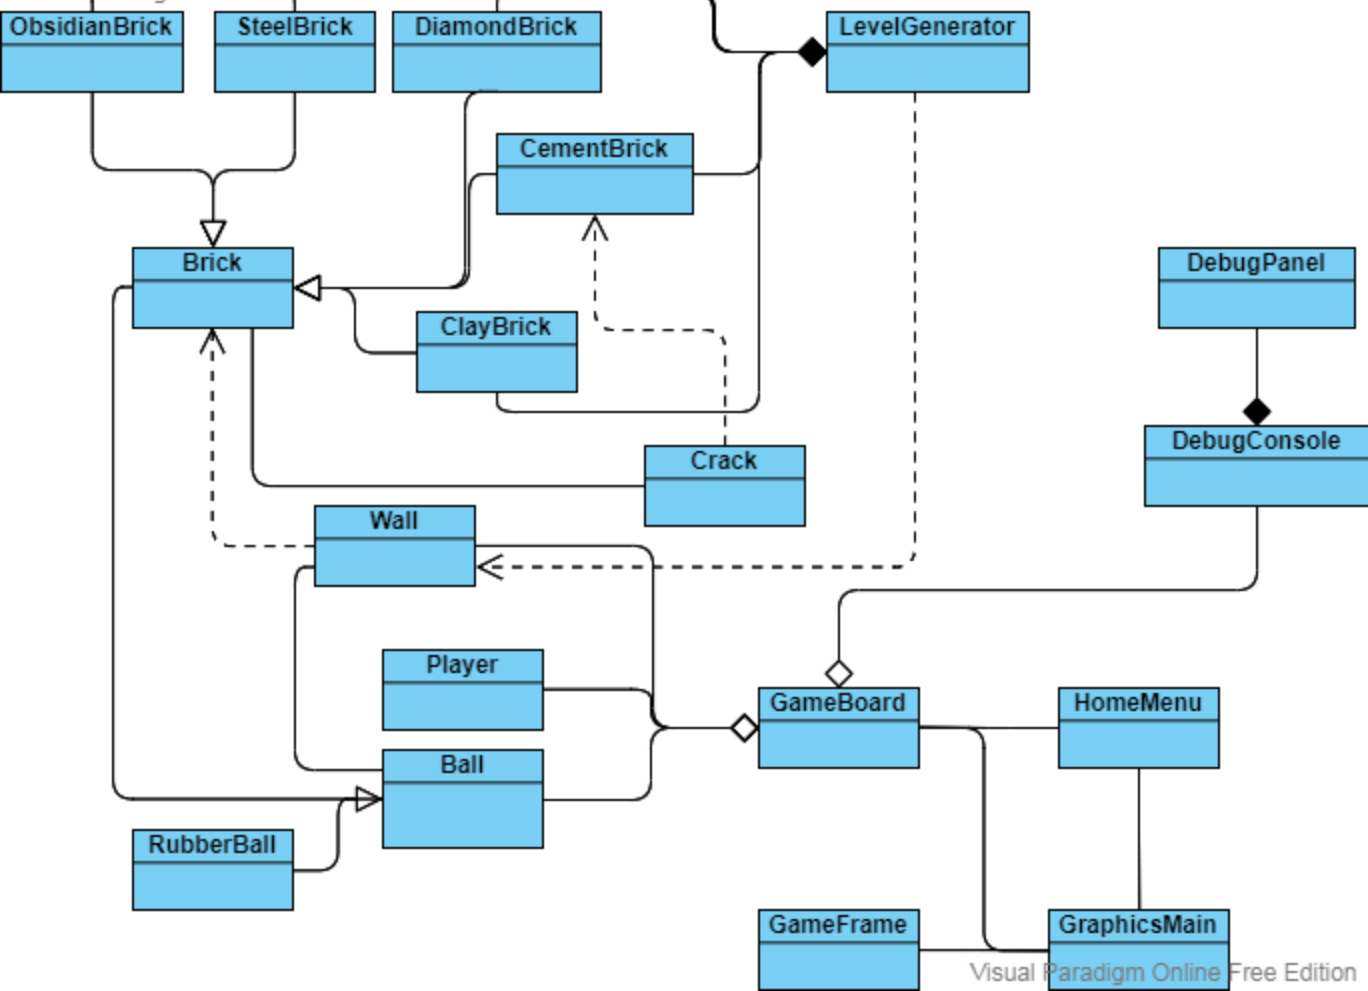 ObsidianBrick
SteelBrick
DiamondBrick
LevelGenerator
CementBrick
Brick
DebugPanel
ClayBrick
DebugConsole
Crack
Wall
Player
GameBoard
HomeMenu
Ball
RubberBall
GameFrame
GraphicsMain
Visual Paradigm Online Free Edition